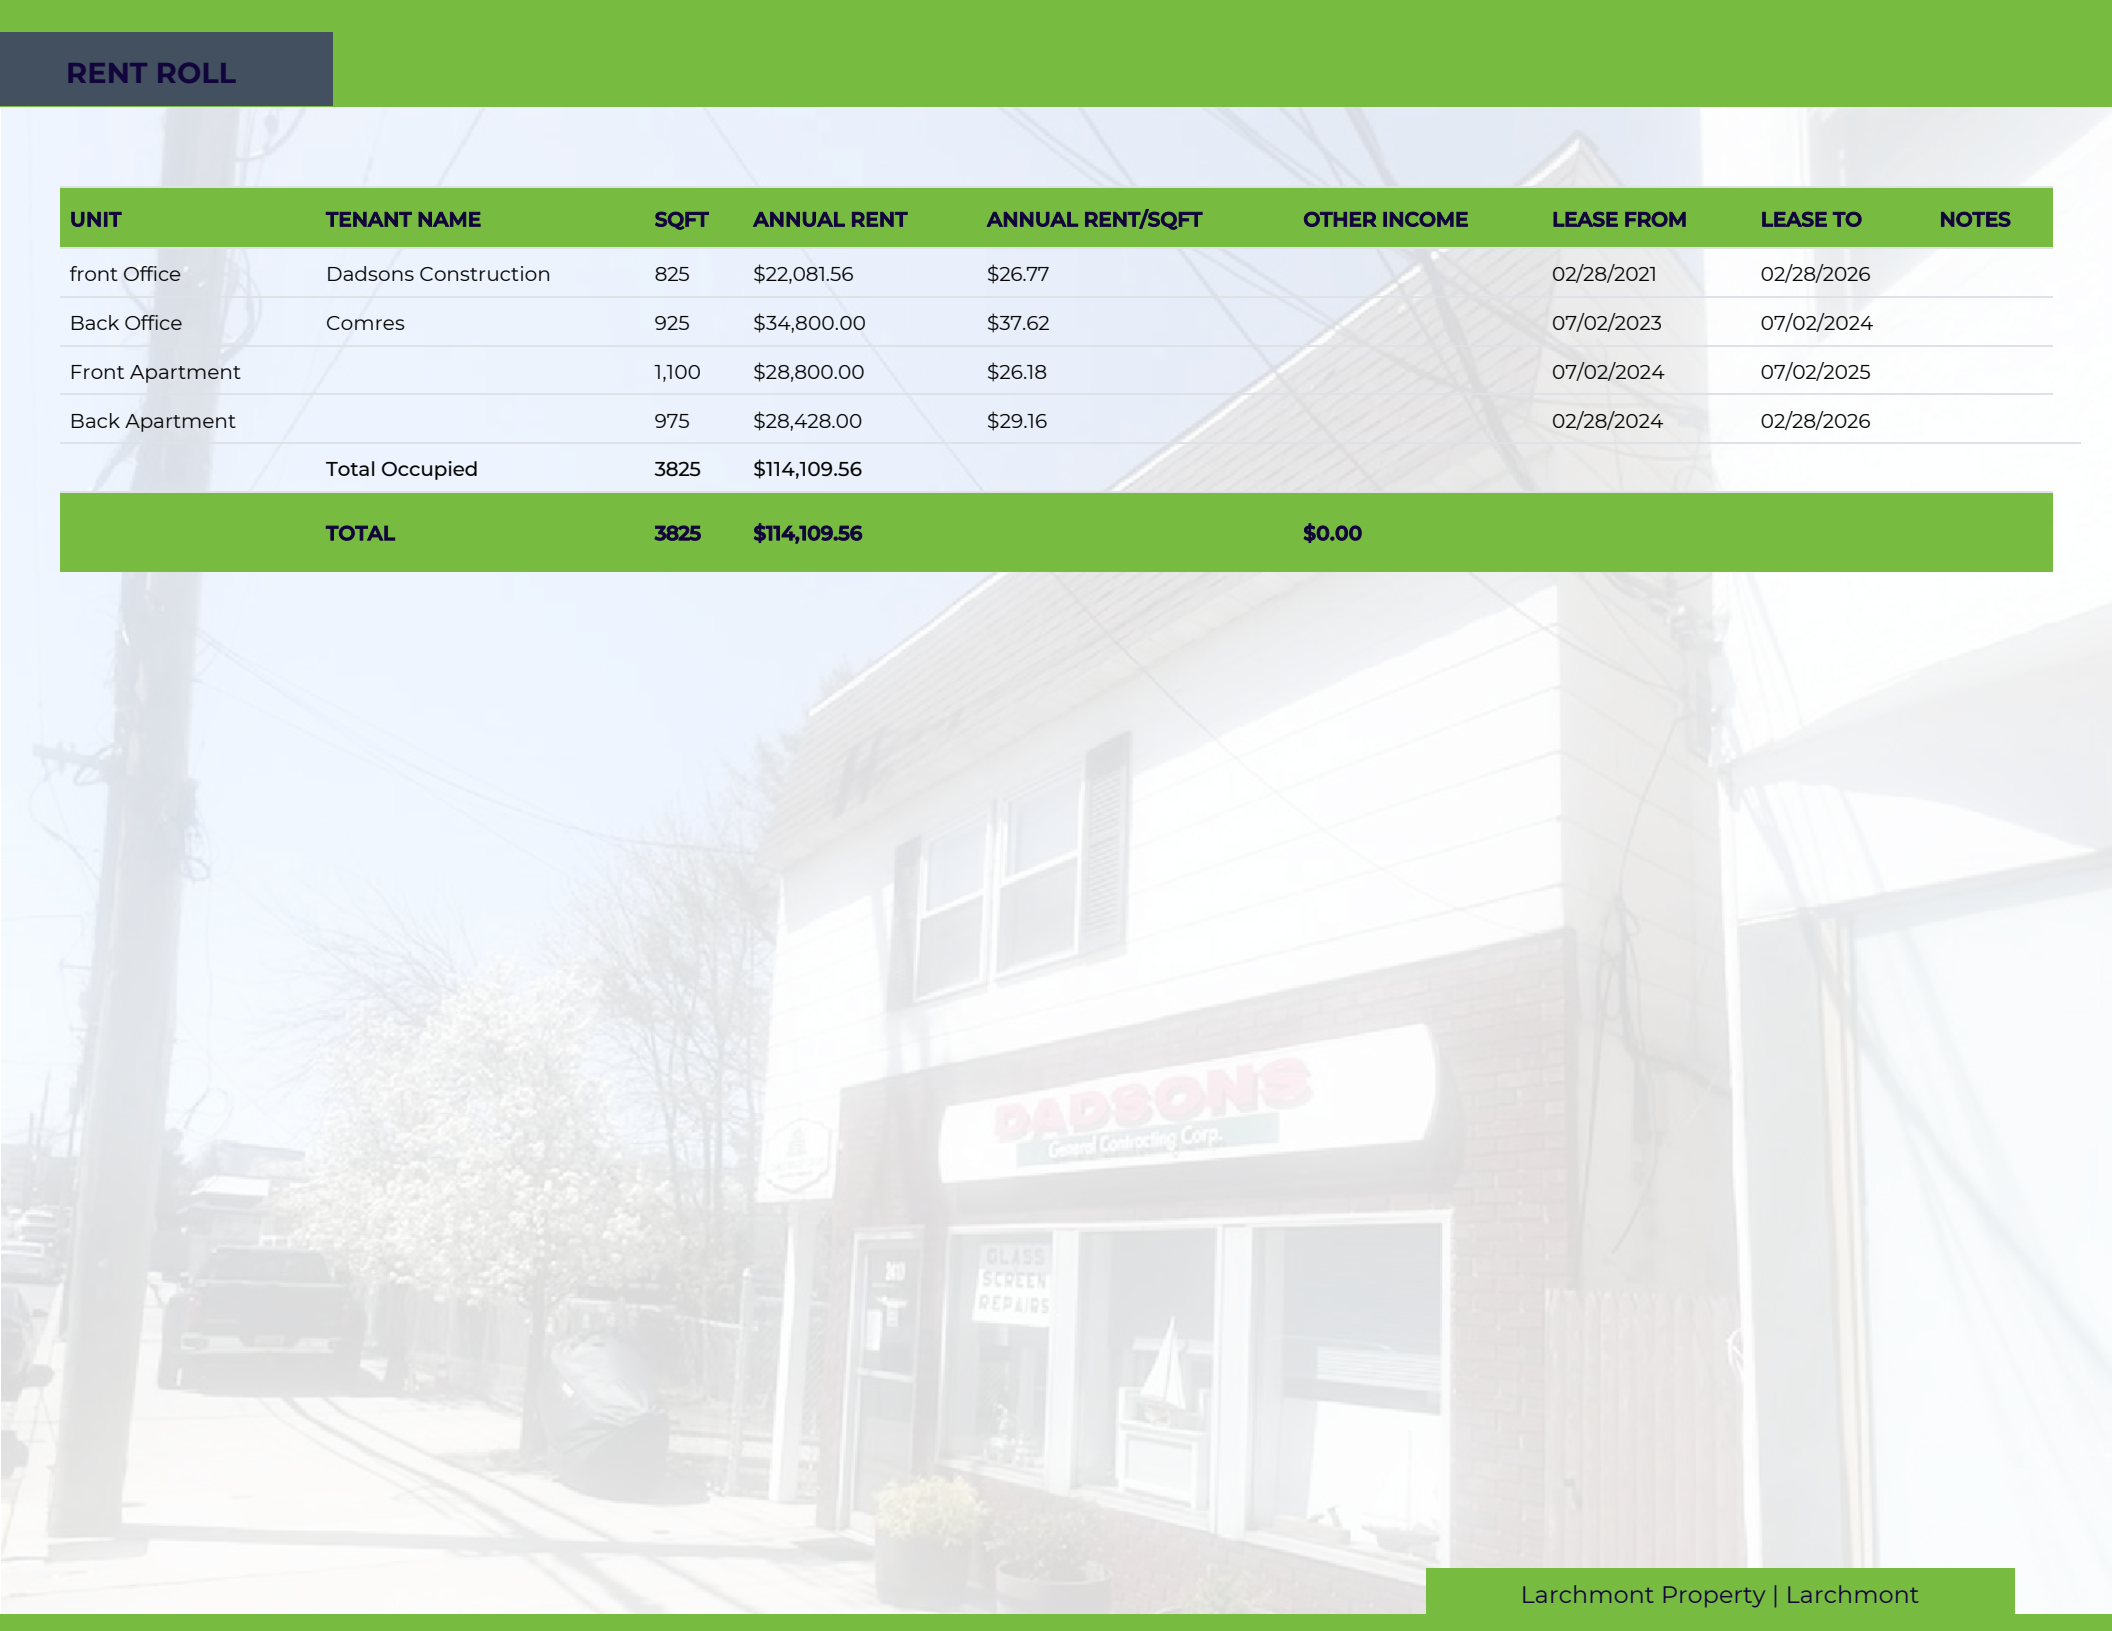 RENT ROLL
UNIT TENANT NAME SQFT ANNUAL RENT ANNUAL RENT/SQFT OTHER INCOME LEASE FROM LEASE TO NOTES
front Office Dadsons Construction 825 $22,081.56 $26.77 02/28/2021 02/28/2026
Back Office Comres 925 $34,800.00 $37.62 07/02/2023 07/02/2024
Front Apartment 1,100 $28,800.00 $26.18 07/02/2024 07/02/2025
Back Apartment 975 $28,428.00 $29.16 02/28/2024 02/28/2026
Total Occupied 3825 $114,109.56
TOTAL 3825 $114,109.56 $0.00
DADSONS
General Contracting Corp.
GLASS
SCREEN
REPAIRS
Larchmont Property | Larchmont